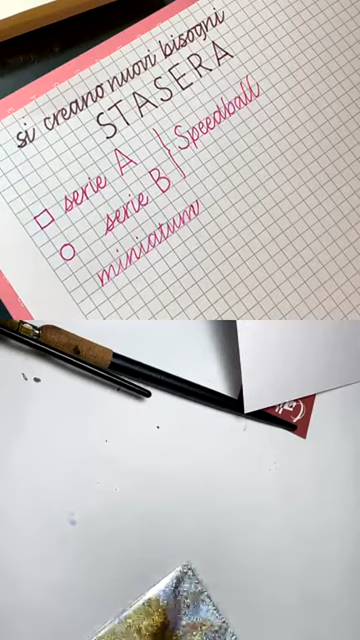 si creano nuovi bisogni
STASERA
serie A
serie B
Speedball
miniatum